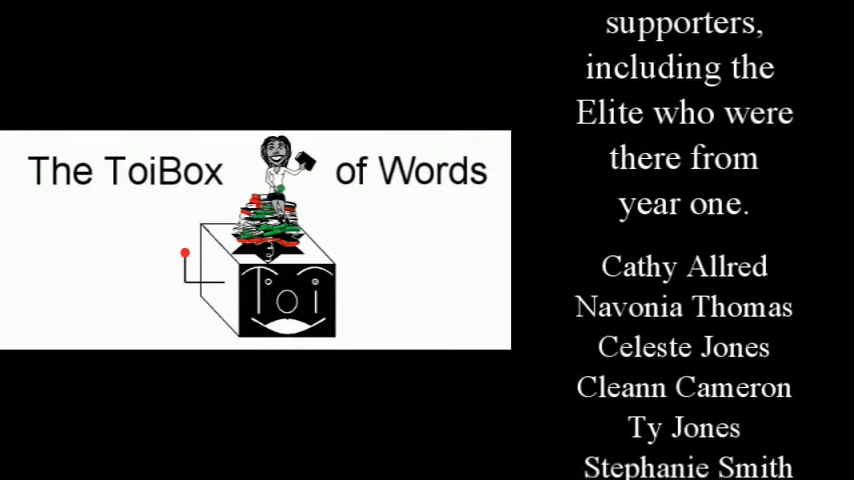 The ToiBox of Words
Toi
supporters,
including the
Elite who were
there from
year one.
Cathy Allred
Navonia Thomas
Celeste Jones
Cleann Cameron
Ty Jones
Stephanie Smith